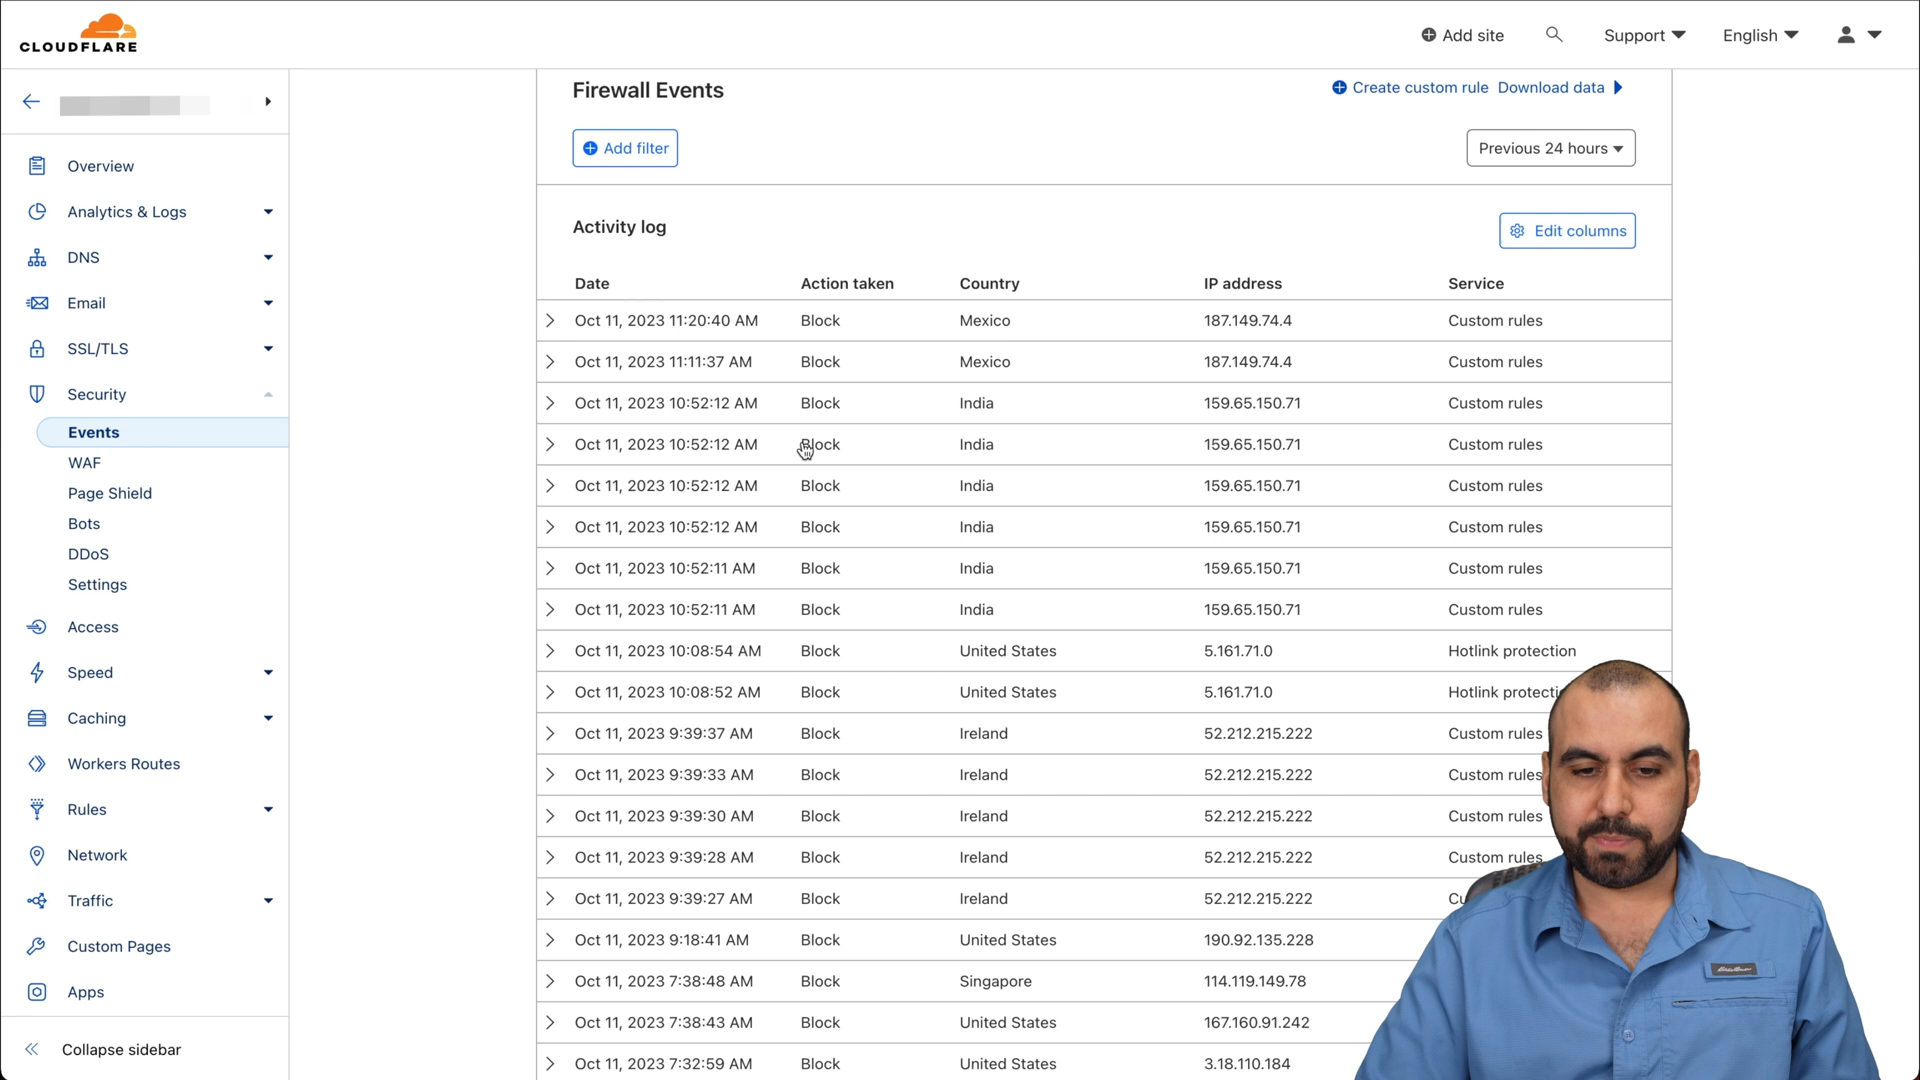 CLOUDFLARE
Add site
Support
English
Overview
Analytics & Logs
DNS
Email
SSL/TLS
Security
Events
WAF
Page Shield
Bots
DDoS
Settings
Access
Speed
Caching
Workers Routes
Rules
Network
Traffic
Custom Pages
Apps
Collapse sidebar
Firewall Events
Create custom rule Download data
Add filter
Previous 24 hours
Activity log
Edit columns
Date Action taken Country IP address Service
Oct 11, 2023 11:20:40 AM Block Mexico 187.149.74.4 Custom rules
Oct 11, 2023 11:11:37 AM Block Mexico 187.149.74.4 Custom rules
Oct 11, 2023 10:52:12 AM Block India 159.65.150.71 Custom rules
Oct 11, 2023 10:52:12 AM Block India 159.65.150.71 Custom rules
Oct 11, 2023 10:52:12 AM Block India 159.65.150.71 Custom rules
Oct 11, 2023 10:52:12 AM Block India 159.65.150.71 Custom rules
Oct 11, 2023 10:52:11 AM Block India 159.65.150.71 Custom rules
Oct 11, 2023 10:52:11 AM Block India 159.65.150.71 Custom rules
Oct 11, 2023 10:08:54 AM Block United States 5.161.71.0 Hotlink protection
Oct 11, 2023 10:08:52 AM Block United States 5.161.71.0 Hotlink protectio
Oct 11, 2023 9:39:37 AM Block Ireland 52.212.215.222 Custom rules
Oct 11, 2023 9:39:33 AM Block Ireland 52.212.215.222 Custom rules
Oct 11, 2023 9:39:30 AM Block Ireland 52.212.215.222 Custom rules
Oct 11, 2023 9:39:28 AM Block Ireland 52.212.215.222 Custom rules
Oct 11, 2023 9:39:27 AM Block Ireland 52.212.215.222 Cu
Oct 11, 2023 9:18:41 AM Block United States 190.92.135.228
Oct 11, 2023 7:38:48 AM Block Singapore 114.119.149.78
Oct 11, 2023 7:38:43 AM Block United States 167.160.91.242
Oct 11, 2023 7:32:59 AM Block United States 3.18.110.184